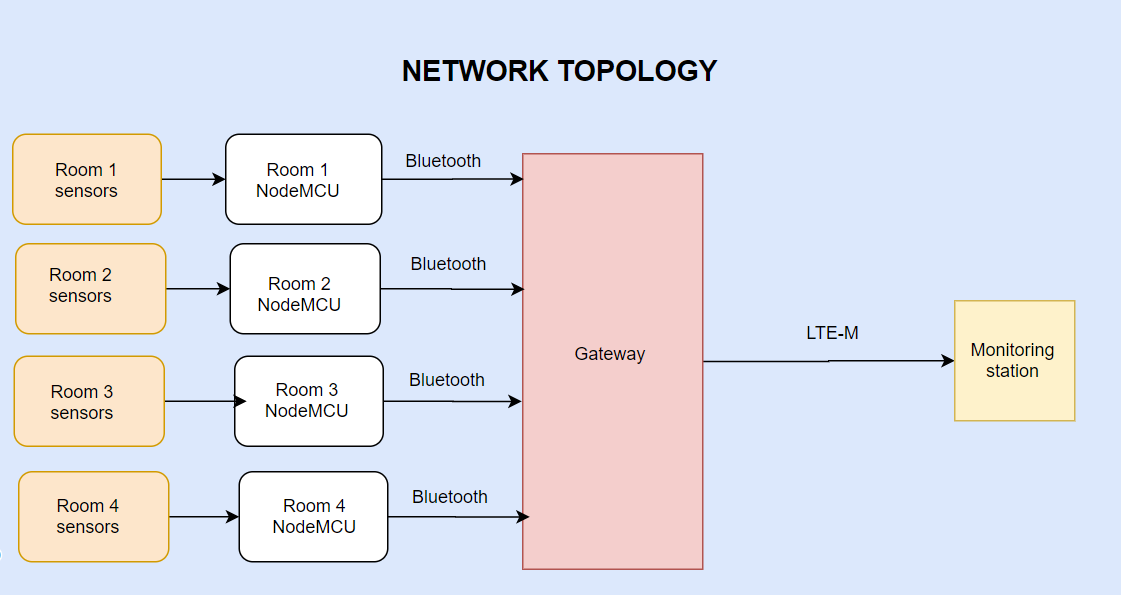 NETWORK TOPOLOGY
Room 1
sensors
Room 1
NodeMCU
Bluetooth
Room 2
sensors
Room 2
NodeMCU
Bluetooth
Room 3
sensors
Room 3
NodeMCU
Bluetooth
Room 4
sensors
Room 4
NodeMCU
Bluetooth
Gateway
LTE-M
Monitoring
station